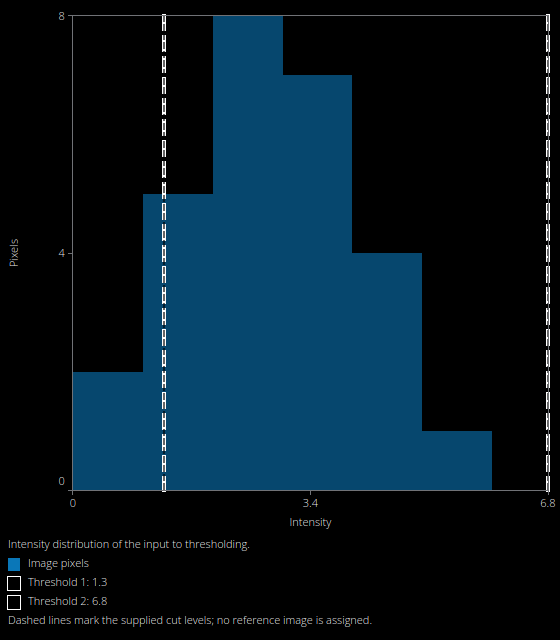 8
Pixels
4
0
0 3.4 6.8
Intensity
Intensity distribution of the input to thresholding.
Image pixels
Threshold 1: 1.3
Threshold 2: 6.8
Dashed lines mark the supplied cut levels; no reference image is assigned.